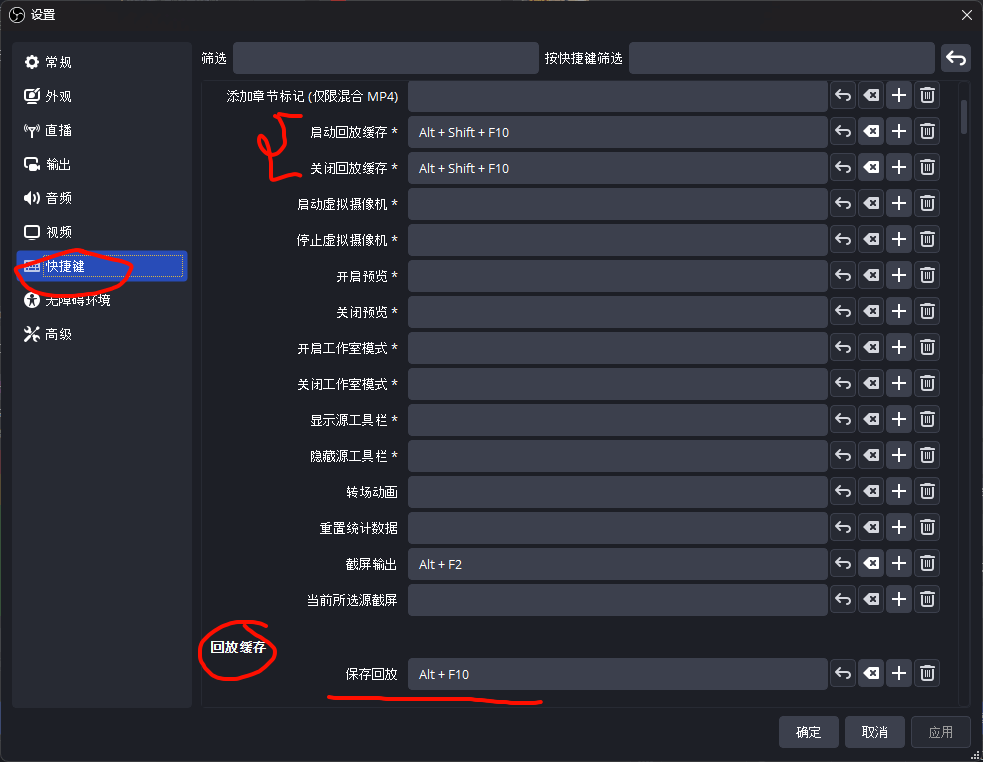 设置
常规
外观
直播
输出
音频
视频
快捷键
无障碍环境
高级
筛选 按快捷键筛选
添加章节标记 (仅限混合 MP4)
启动回放缓存 * Alt + Shift + F10
关闭回放缓存 * Alt + Shift + F10
启动虚拟摄像机 *
停止虚拟摄像机 *
开启预览 *
关闭预览 *
开启工作室模式 *
关闭工作室模式 *
显示源工具栏 *
隐藏源工具栏 *
转场动画
重置统计数据
截屏输出 Alt + F2
当前所选源截屏
回放缓存
保存回放 Alt + F10
确定 取消 应用